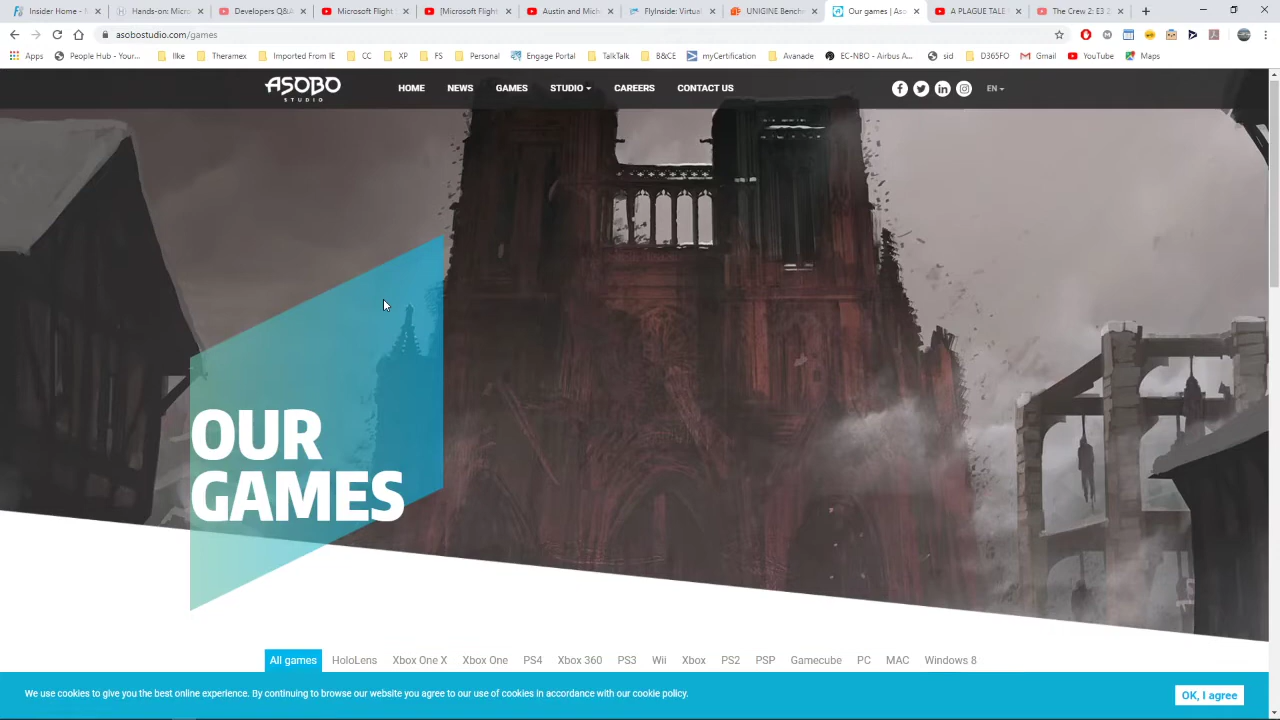 Insider Home - B
Hands-on Micros
Developer Q&A
Microsoft Flight
[Microsoft Flight
Austin and Mich
FlyInside: Virtual
UNIGINE Bench
Our games | Aso
A PLAGUE TALE
The Crew 2: E3 2
asobostudio.com/games
Apps
People Hub - Your...
Ilke
Theramex
Imported From IE
CC
XP
FS
Personal
Engage Portal
TalkTalk
B&CE
myCertification
Avanade
EC-NBO - Airbus A...
sid
D365FO
Gmail
YouTube
Maps
ASOBO
STUDIO
HOME
NEWS
GAMES
STUDIO
CAREERS
CONTACT US
EN
OUR
GAMES
All games
HoloLens
Xbox One X
Xbox One
PS4
Xbox 360
PS3
Wii
Xbox
PS2
PSP
Gamecube
PC
MAC
Windows 8
We use cookies to give you the best online experience. By continuing to browse our website you agree to our use of cookies in accordance with our cookie policy.
OK, I agree